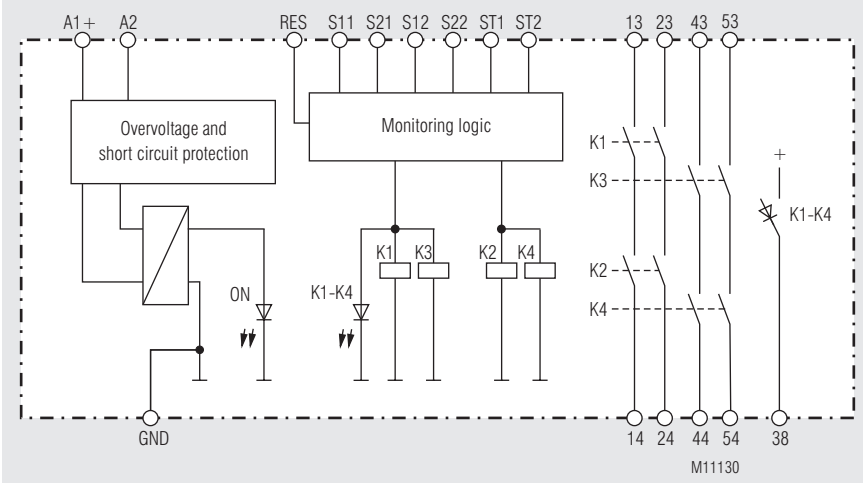 A1+ A2 RES S11 S21 S12 S22 ST1 ST2 13 23 43 53
Overvoltage and
short circuit protection
Monitoring logic
K1
K3
+
K1-K4
K1 K3 K2 K4
K2
ON K1-K4
K4
GND 14 24 44 54 38
M11130